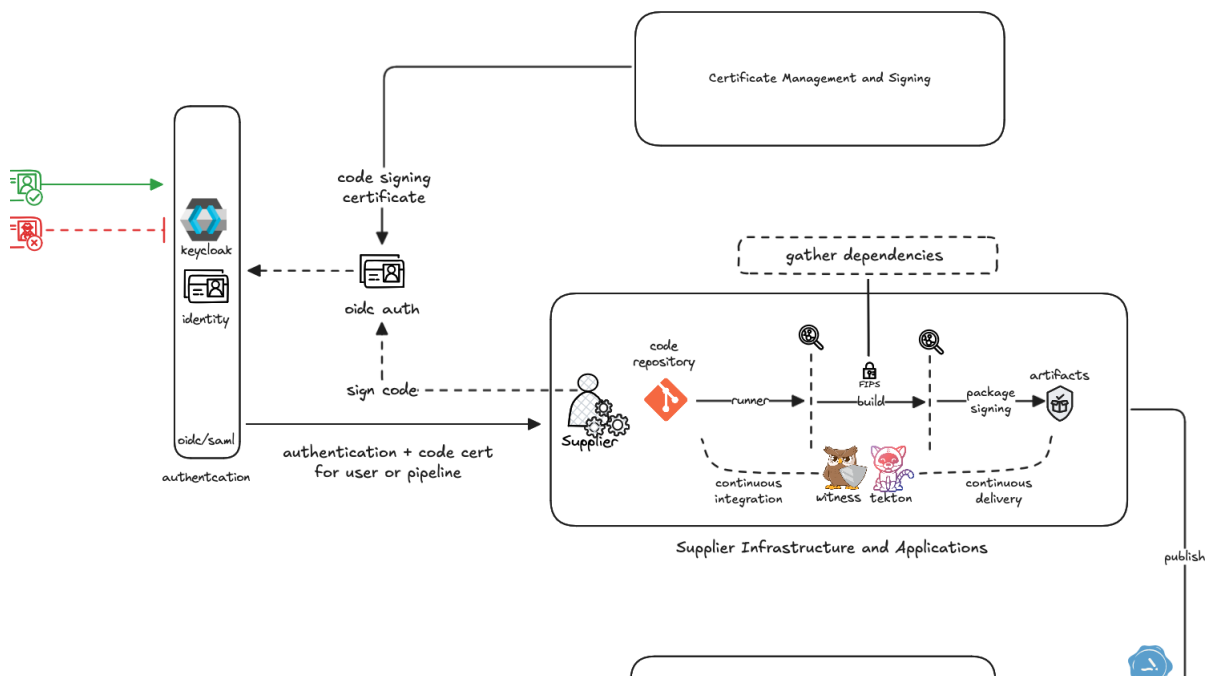 Certificate Management and Signing
code signing
certificate
keycloak
identity
oidc auth
gather dependencies
code
repository
FIPS
artifacts
sign code
runner
build
package
signing
Supplier
oidc/saml
authentcation
authentication + code cert
for user or pipeline
continuous
integration
witness
tekton
continuous
delivery
Supplier Infrastructure and Applications
publish